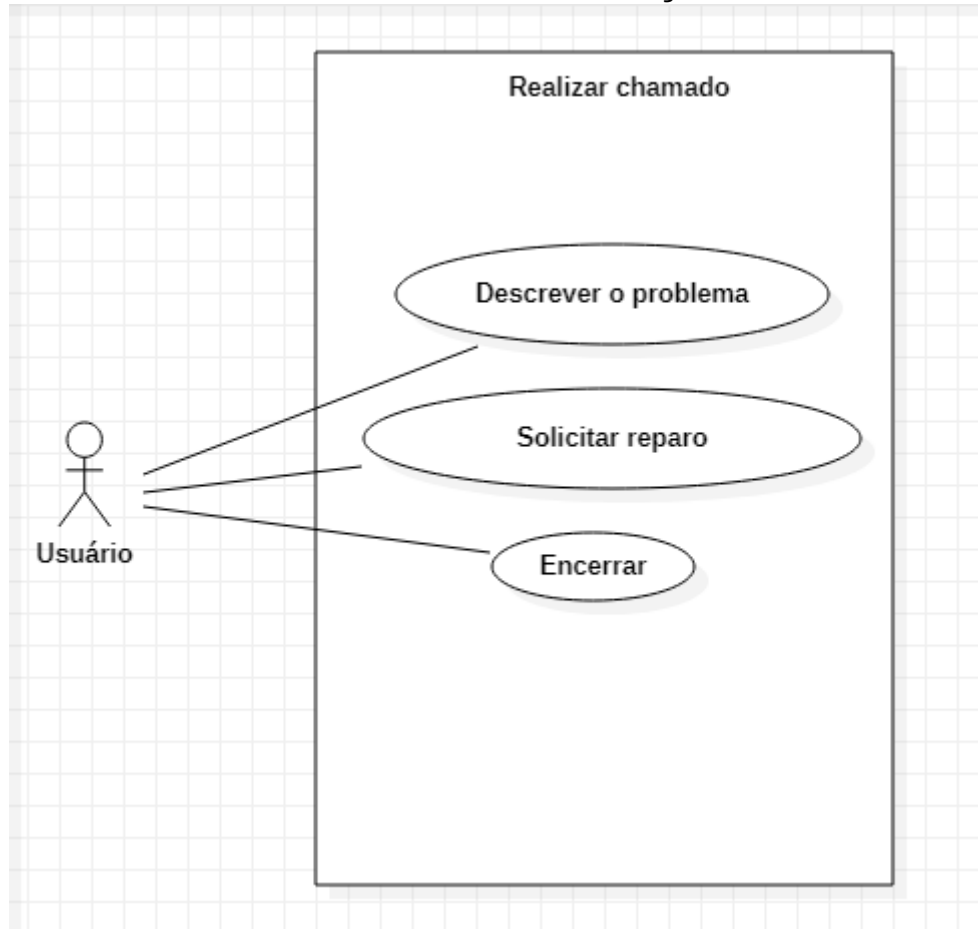 Realizar chamado
Descrever o problema
Solicitar reparo
Encerrar
Usuário